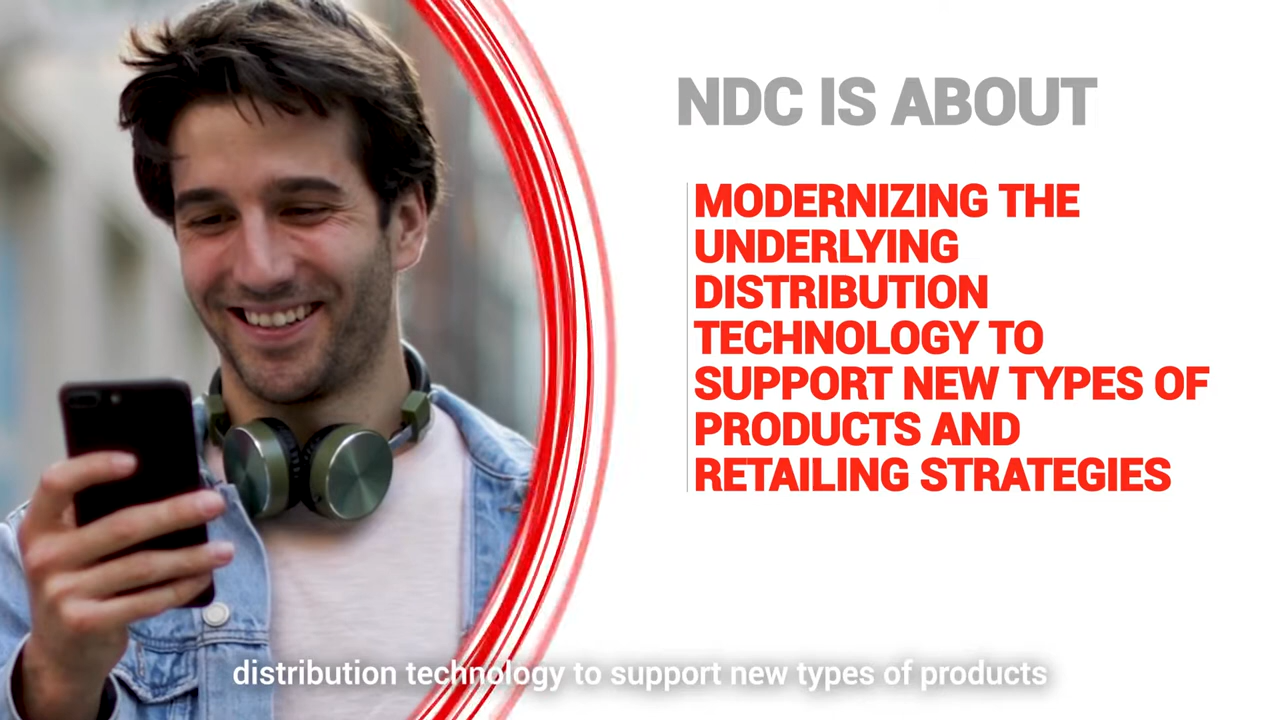 NDC IS ABOUT
MODERNIZING THE
UNDERLYING
DISTRIBUTION
TECHNOLOGY TO
SUPPORT NEW TYPES OF
PRODUCTS AND
RETAILING STRATEGIES
distribution technology to support new types of products